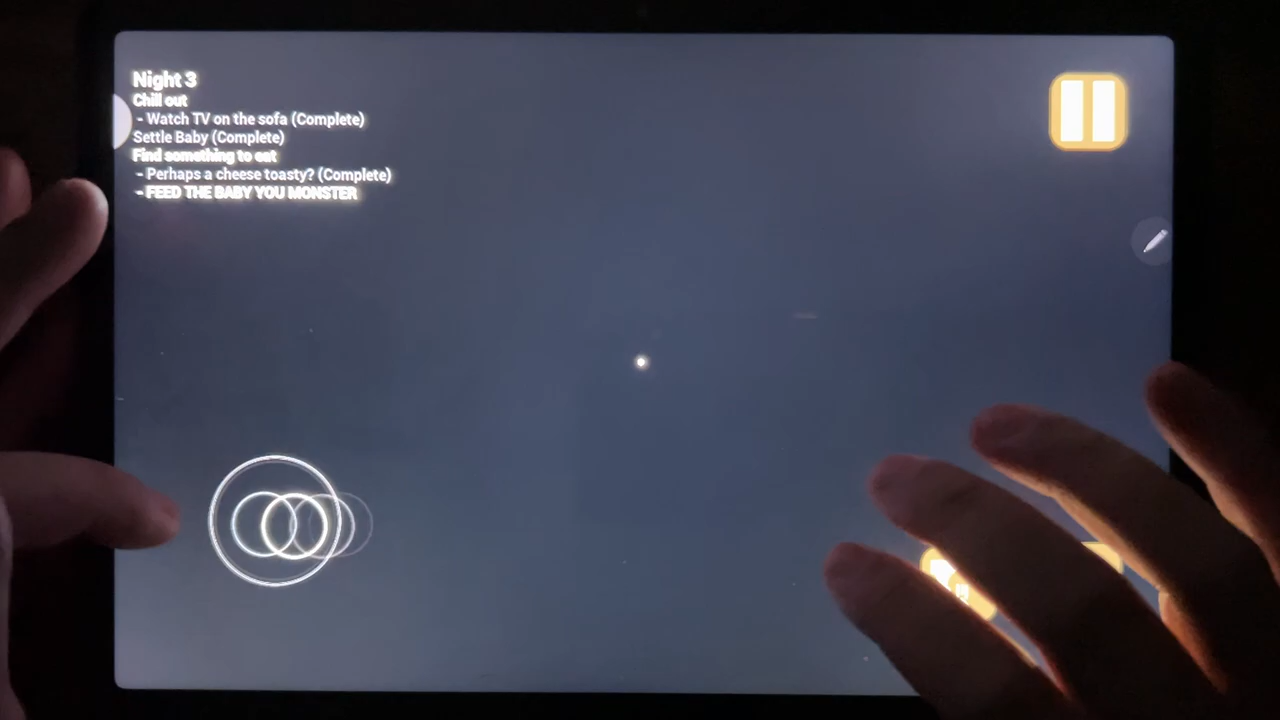 Night 3
Chill out
- Watch TV on the sofa (Complete)
Settle Baby (Complete)
Find something to eat
- Perhaps a cheese toasty? (Complete)
- FEED THE BABY YOU MONSTER